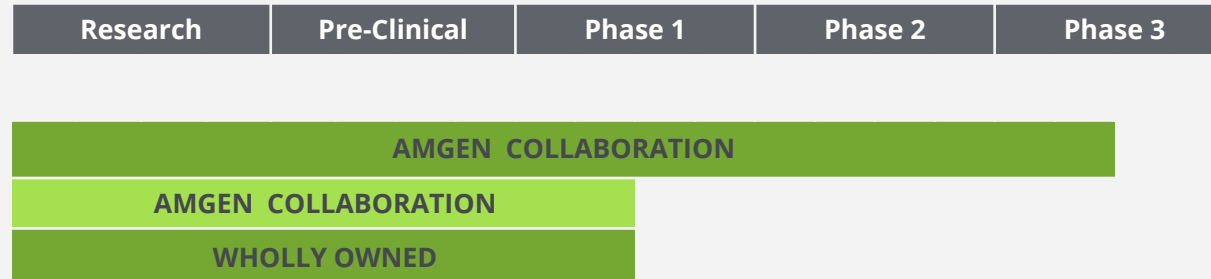 Research Pre-Clinical Phase 1 Phase 2 Phase 3
AMGEN COLLABORATION
AMGEN COLLABORATION
WHOLLY OWNED